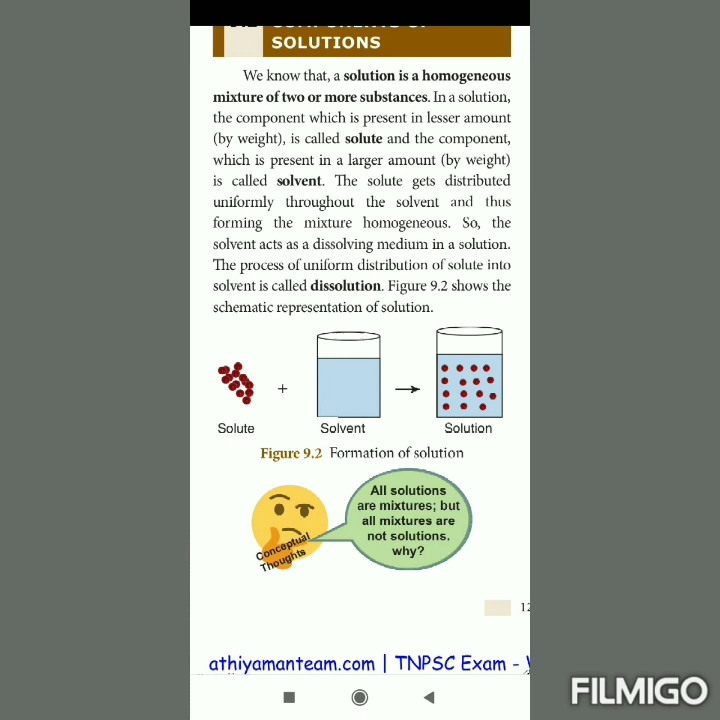 SOLUTIONS
We know that, a solution is a homogeneous
mixture of two or more substances. In a solution,
the component which is present in lesser amount
(by weight), is called solute and the component,
which is present in a larger amount (by weight)
is called solvent. The solute gets distributed
uniformly throughout the solvent and thus
forming the mixture homogeneous. So, the
solvent acts as a dissolving medium in a solution.
The process of uniform distribution of solute into
solvent is called dissolution. Figure 9.2 shows the
schematic representation of solution.
+
Solute
Solvent
Solution
Figure 9.2 Formation of solution
All solutions
are mixtures; but
all mixtures are
not solutions.
why?
Conceptual
Thoughts
12
athiyamanteam.com | TNPSC Exam -
FILMIGO